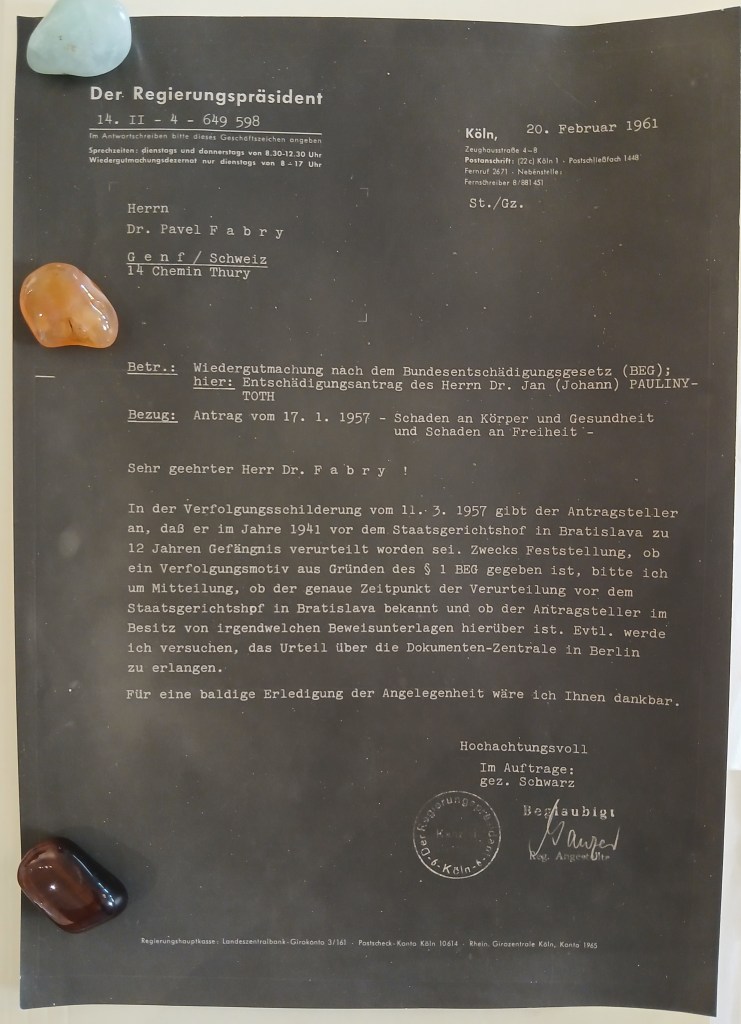 Der Regierungspräsident
14. II - 4 - 649 598
Im Antwortschreiben bitte dieses Geschäftszeichen angeben
Sprechzeiten: dienstags und donnerstags von 8.30-12.30 Uhr
Wiedergutmachungsdezernat nur dienstags von 8-17 Uhr
Köln, 20. Februar 1961
Zeughausstraße 4-8
Postanschrift: (22c) Köln 1 - Postschließfach 1448
Fernruf 2671 - Nebenstelle:
Fernschreiber 8/881 451
St./Gz.
Herrn
Dr. Pavel F a b r y
G e n f / Schweiz
14 Chemin Thury
Betr.: Wiedergutmachung nach dem Bundesentschädigungsgesetz (BEG);
hier: Entschädigungsantrag des Herrn Dr. Jan (Johann) PAULINY-
TOTH
Bezug: Antrag vom 17. 1. 1957 - Schaden an Körper und Gesundheit
und Schaden an Freiheit -
Sehr geehrter Herr Dr. F a b r y !
In der Verfolgungsschilderung vom 11. 3. 1957 gibt der Antragsteller
an, daß er im Jahre 1941 vor dem Staatsgerichtshof in Bratislava zu
12 Jahren Gefängnis verurteilt worden sei. Zwecks Feststellung, ob
ein Verfolgungsmotiv aus Gründen des § 1 BEG gegeben ist, bitte ich
um Mitteilung, ob der genaue Zeitpunkt der Verurteilung vor dem
Staatsgerichtshpf in Bratislava bekannt und ob der Antragsteller im
Besitz von irgendwelchen Beweisunterlagen hierüber ist. Evtl. werde
ich versuchen, das Urteil über die Dokumenten-Zentrale in Berlin
zu erlangen.
Für eine baldige Erledigung der Angelegenheit wäre ich Ihnen dankbar.
Hochachtungsvoll
Im Auftrage:
gez. Schwarz
Der Regierungspräsident
Köln
Beglaubigt
Reg. Angestellte
Regierungshauptkasse: Landeszentralbank-Girokonto 3/161 - Postscheck-Konto Köln 10614 - Rhein. Girozentrale Köln, Konto 1965